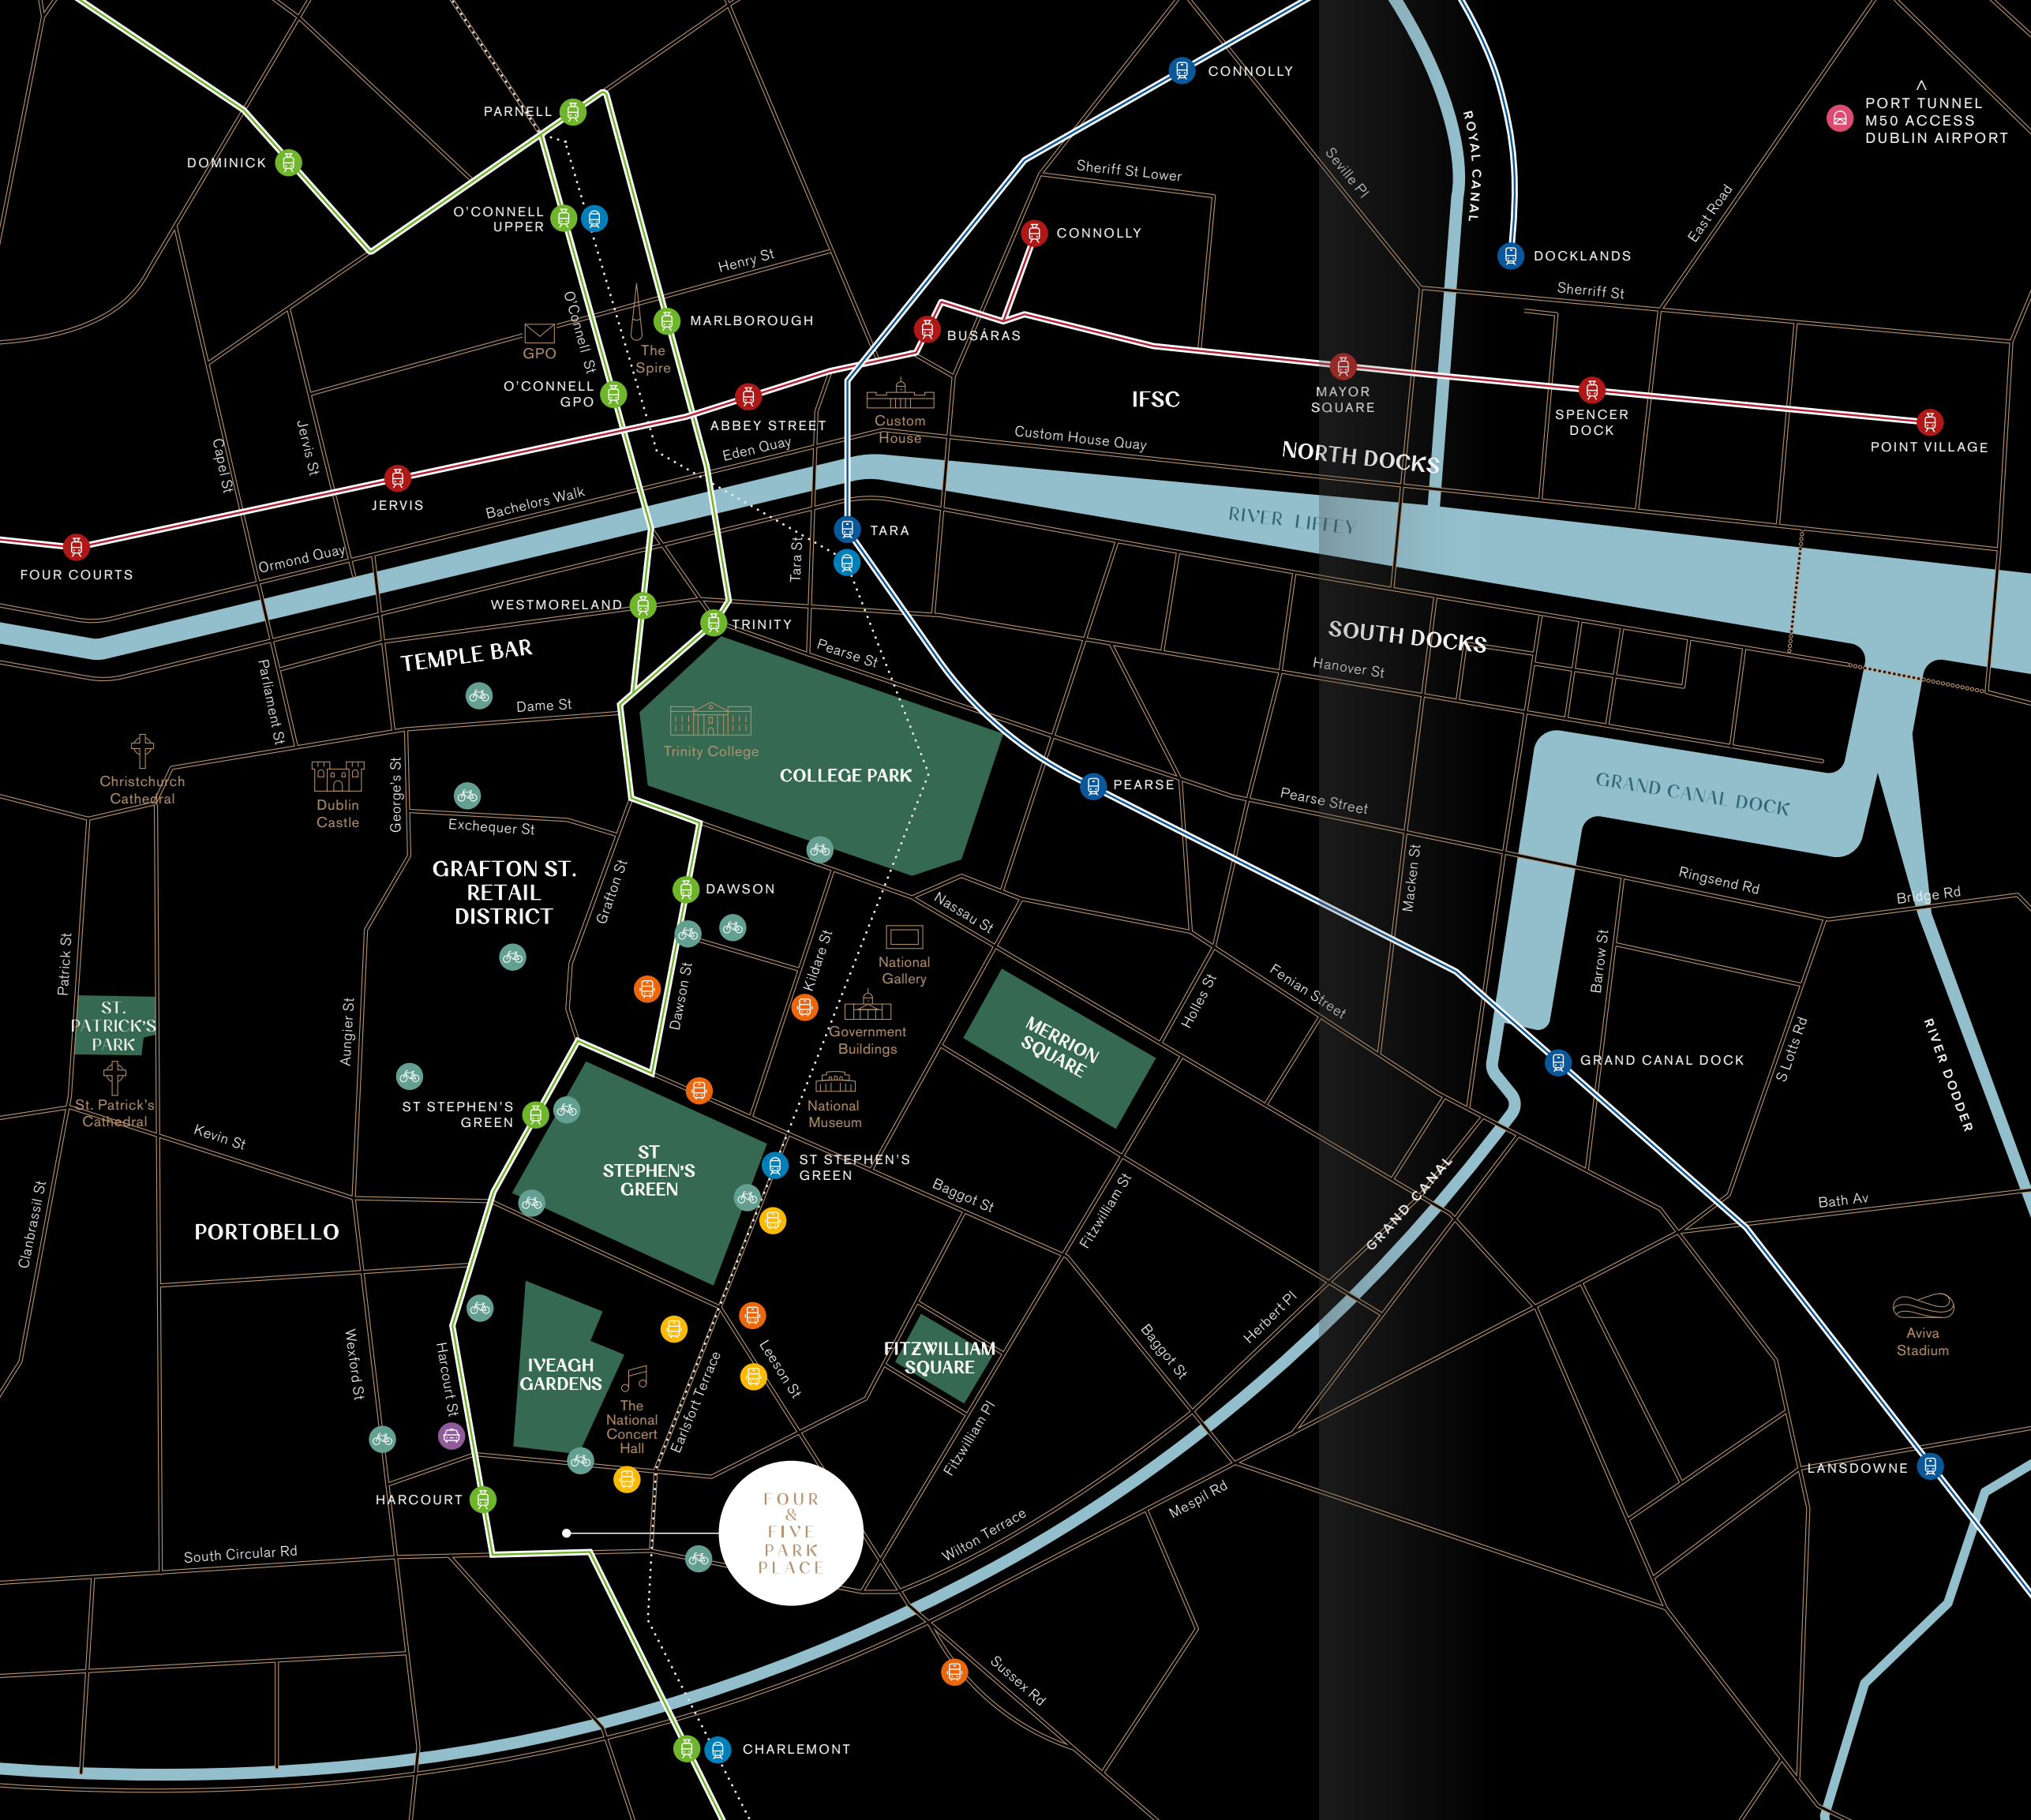 CONNOLLY
^
PORT TUNNEL
M50 ACCESS
DUBLIN AIRPORT
PARNELL
DOMINICK
ROYAL CANAL
Seville Pl
Sheriff St Lower
East Road
O'CONNELL
UPPER
CONNOLLY
DOCKLANDS
Henry St
Sherriff St
O'Connell St
MARLBOROUGH
GPO
The
Spire
BUSÁRAS
O'CONNELL
GPO
ABBEY STREET
Custom
House
IFSC
MAYOR
SQUARE
SPENCER
DOCK
POINT VILLAGE
Capel St
Jervis St
Eden Quay
Custom House Quay
NORTH DOCKS
JERVIS
Bachelors Walk
RIVER LIFFEY
TARA
Tara St
FOUR COURTS
Ormond Quay
WESTMORELAND
TRINITY
SOUTH DOCKS
TEMPLE BAR
Pearse St
Hanover St
Parliament St
Dame St
Trinity College
COLLEGE PARK
PEARSE
Pearse Street
GRAND CANAL DOCK
Christchurch
Cathedral
Dublin
Castle
George's St
Exchequer St
GRAFTON ST.
RETAIL
DISTRICT
Grafton St
DAWSON
Nassau St
Macken St
Ringsend Rd
Bridge Rd
Patrick St
Kildare St
National
Gallery
Dawson St
Holles St
Fenian Street
Barrow St
ST.
PATRICK'S
PARK
Aungier St
Government
Buildings
MERRION
SQUARE
S Lotts Rd
RIVER DODDER
GRAND CANAL DOCK
St. Patrick's
Cathedral
National
Museum
ST STEPHEN'S
GREEN
Kevin St
ST
STEPHEN'S
GREEN
ST STEPHEN'S
GREEN
Baggot St
Fitzwilliam St
GRAND CANAL
Bath Av
Clanbrassil St
PORTOBELLO
Herbert Pl
Aviva
Stadium
Wexford St
Harcourt St
IVEAGH
GARDENS
The
National
Concert
Hall
Earlsfort Terrace
Leeson St
FITZWILLIAM
SQUARE
Baggot St
Fitzwilliam Pl
LANSDOWNE
HARCOURT
FOUR
&
FIVE
PARK
PLACE
Mespil Rd
Wilton Terrace
South Circular Rd
Sussex Rd
CHARLEMONT